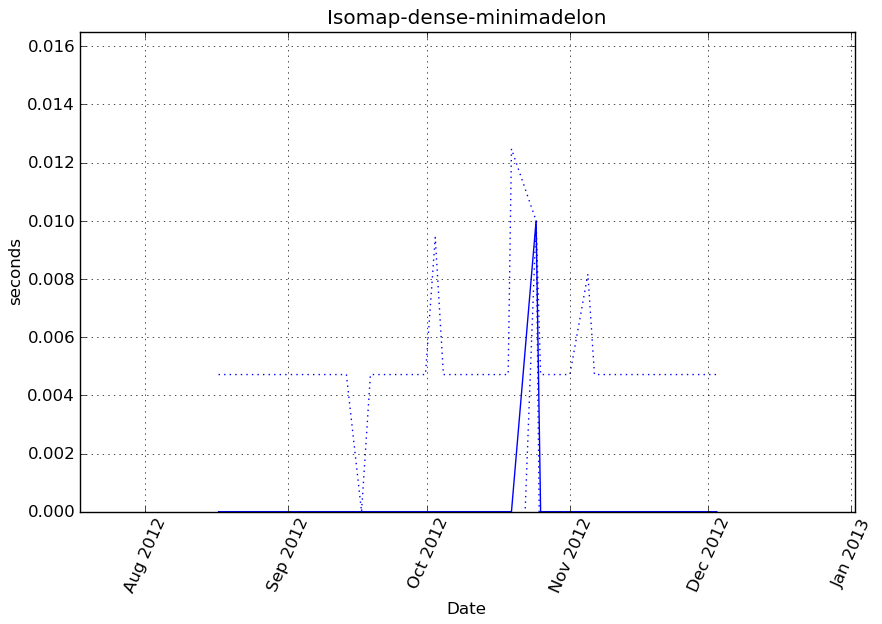 Isomap-dense-minimadelon
0.016
0.014
0.012
0.010
0.008
0.006
0.004
0.002
0.000
seconds
Aug 2012
Sep 2012
Oct 2012
Nov 2012
Dec 2012
Jan 2013
Date